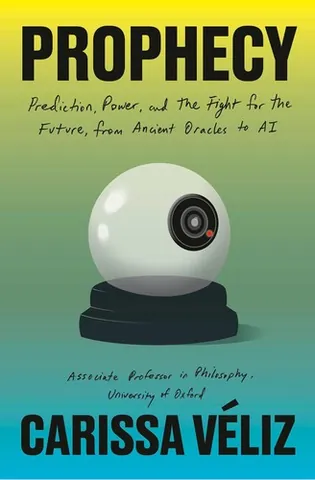 PROPHECY
Prediction, Power, and the Fight for the
Future, from Ancient Oracles to AI
Associate Professor in Philosophy,
University of Oxford
CARISSA VÉLIZ